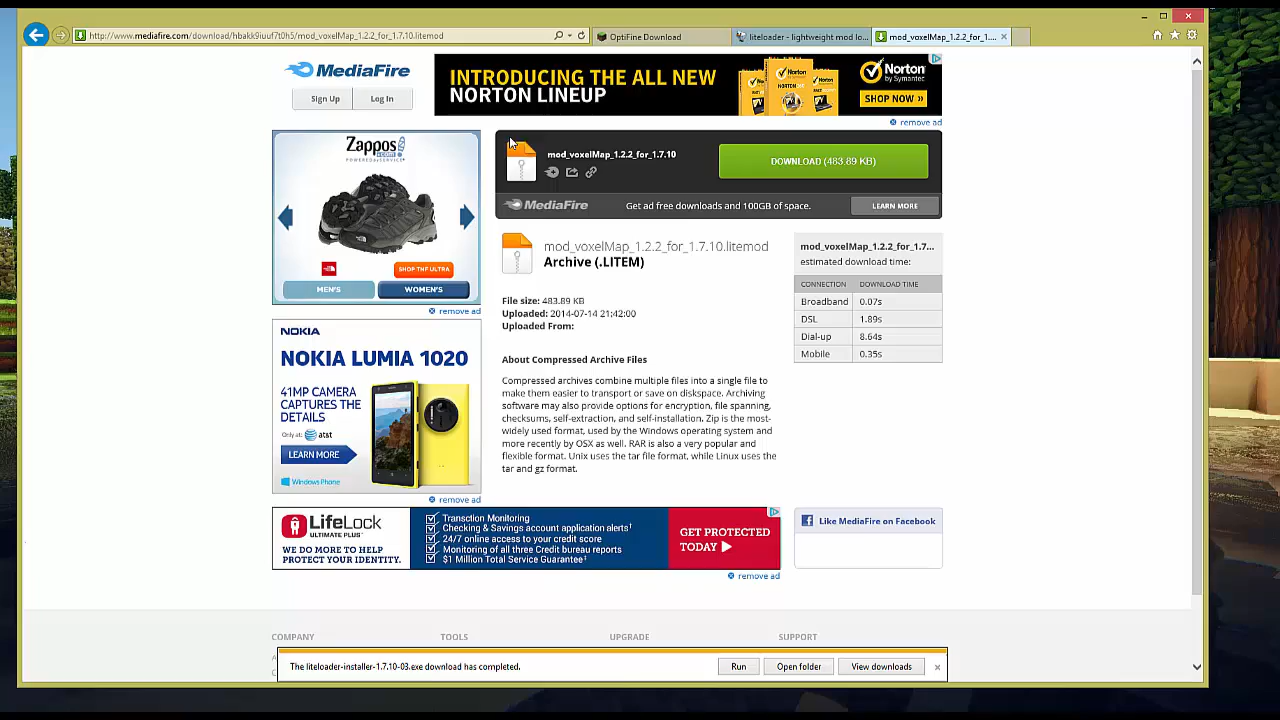 http://www.mediafire.com/download/hbakk9iuuf7t0h5/mod_voxelMap_1.2.2_for_1.7.10.litemod
OptiFine Download
liteloader - lightweight mod lo...
mod_voxelMap_1.2.2_for_1....
MediaFire
Sign Up
Log In
INTRODUCING THE ALL NEW
NORTON LINEUP
Norton
by Symantec
SHOP NOW »
remove ad
Zappos
.com
POWERED by SERVICE
SHOP TNF ULTRA
MEN'S
WOMEN'S
remove ad
mod_voxelMap_1.2.2_for_1.7.10
DOWNLOAD (483.89 KB)
MediaFire
Get ad free downloads and 100GB of space.
LEARN MORE
mod_voxelMap_1.2.2_for_1.7.10.litemod
Archive (.LITEM)
File size: 483.89 KB
Uploaded: 2014-07-14 21:42:00
Uploaded From:
About Compressed Archive Files
Compressed archives combine multiple files into a single file to
make them easier to transport or save on diskspace. Archiving
software may also provide options for encryption, file spanning,
checksums, self-extraction, and self-installation. Zip is the most-
widely used format, used by the Windows operating system and
more recently by OSX as well. RAR is also a very popular and
flexible format. Unix uses the tar file format, while Linux uses the
tar and gz format.
mod_voxelMap_1.2.2_for_1.7...
estimated download time:
CONNECTION DOWNLOAD TIME
Broadband 0.07s
DSL 1.89s
Dial-up 8.64s
Mobile 0.35s
NOKIA
NOKIA LUMIA 1020
41MP CAMERA
CAPTURES THE
DETAILS
Only at: at&t
LEARN MORE
Windows Phone
remove ad
LifeLock
ULTIMATE PLUS
WE DO MORE TO HELP
PROTECT YOUR IDENTITY.
Transction Monitoring
Checking & Savings account application alerts†
24/7 online access to your credit score
Monitoring of all three Credit bureau reports
$1 Million Total Service Guarantee‡
GET PROTECTED
TODAY
remove ad
Like MediaFire on Facebook
COMPANY
TOOLS
UPGRADE
SUPPORT
The liteloader-installer-1.7.10-03.exe download has completed.
Run
Open folder
View downloads